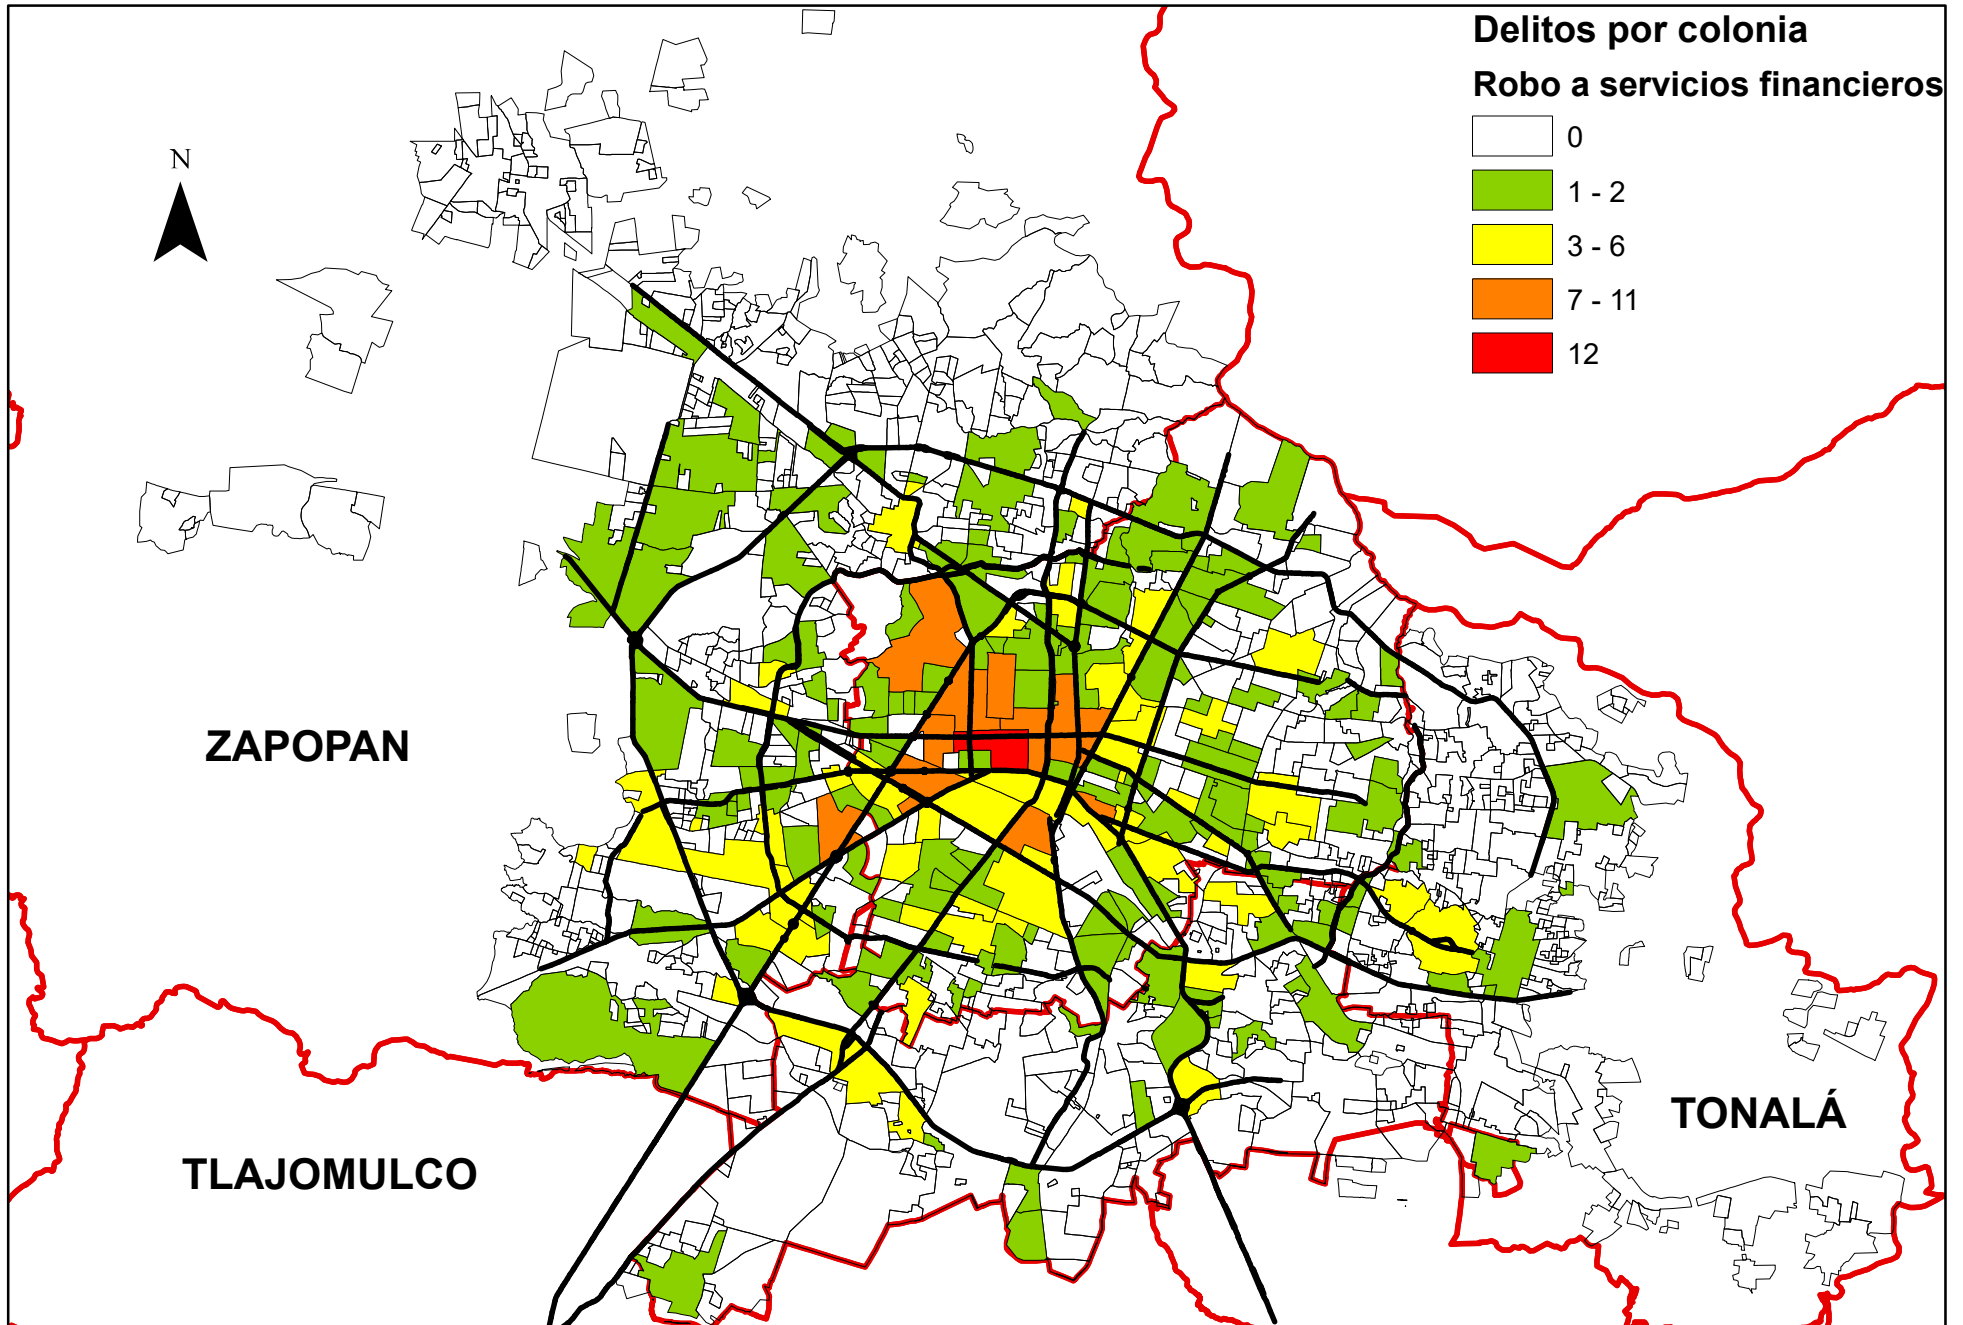 Delitos por colonia
Robo a servicios financieros
0
1 - 2
3 - 6
7 - 11
12
N
ZAPOPAN
TONALÁ
TLAJOMULCO